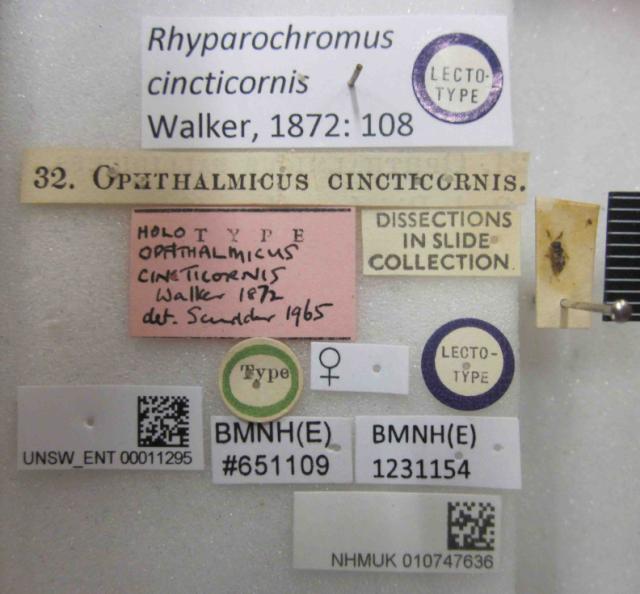 Rhyparochromus
cincticornis
Walker, 1872: 108
LECTO-
TYPE
32. OPHTHALMICUS CINCTICORNIS.
HOLO T Y P E
OPHTHALMICUS
CINCTICORNIS
Walker 1872
det. Scudder 1965
DISSECTIONS
IN SLIDE
COLLECTION.
Type
♀
LECTO-
TYPE
UNSW_ENT 00011295
BMNH(E)
#651109
BMNH(E)
1231154
NHMUK 010747636